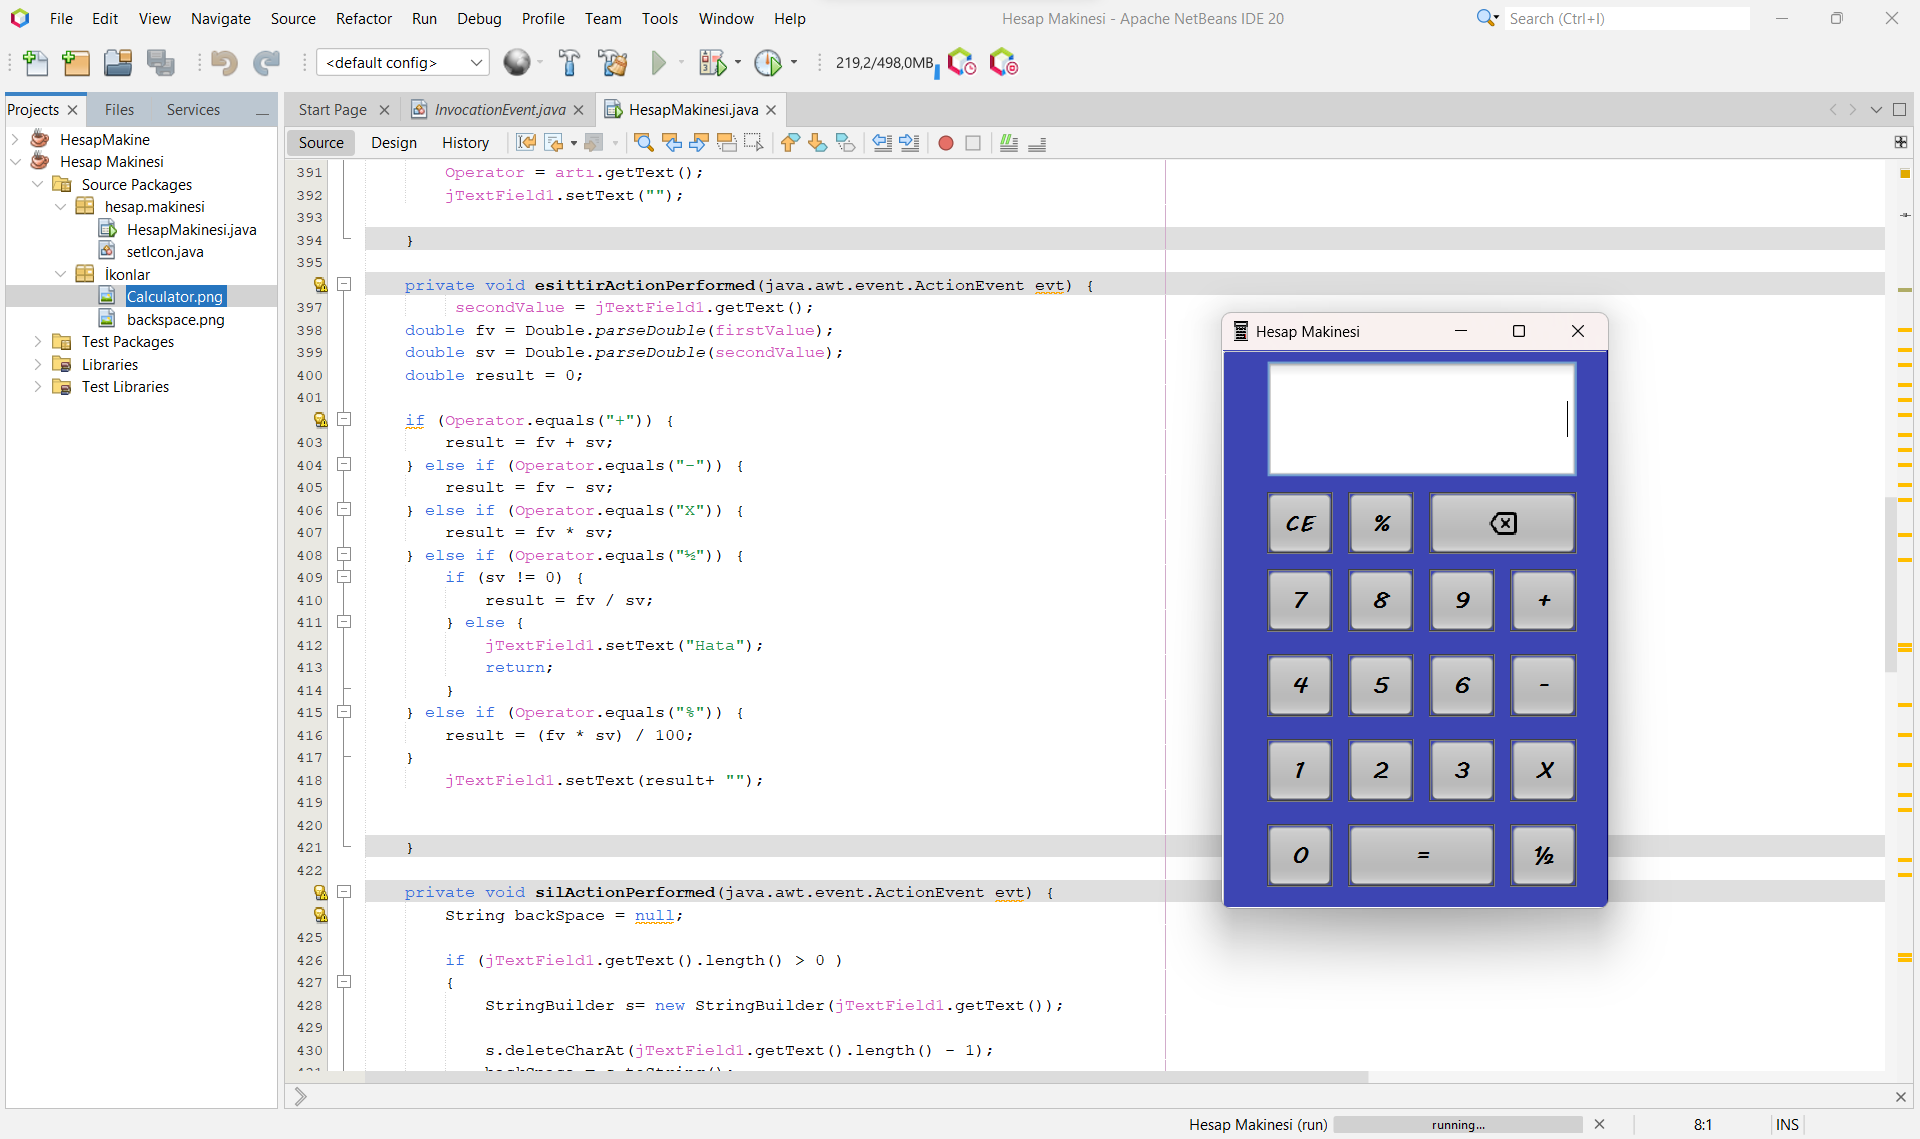 File Edit View Navigate Source Refactor Run Debug Profile Team Tools Window Help
Hesap Makinesi - Apache NetBeans IDE 20
Search (Ctrl+I)
<default config>
219,2/498,0MB
Projects Files Services
HesapMakine
Hesap Makinesi
Source Packages
hesap.makinesi
HesapMakinesi.java
setIcon.java
İkonlar
Calculator.png
backspace.png
Test Packages
Libraries
Test Libraries
Start Page InvocationEvent.java HesapMakinesi.java
Source Design History
391 Operator = arti.getText();
392 jTextField1.setText("");
393
394 }
395
private void esittirActionPerformed(java.awt.event.ActionEvent evt) {
397 secondValue = jTextField1.getText();
398 double fv = Double.parseDouble(firstValue);
399 double sv = Double.parseDouble(secondValue);
400 double result = 0;
401
if (Operator.equals("+")) {
403 result = fv + sv;
404 } else if (Operator.equals("-")) {
405 result = fv - sv;
406 } else if (Operator.equals("X")) {
407 result = fv * sv;
408 } else if (Operator.equals("½")) {
409 if (sv != 0) {
410 result = fv / sv;
411 } else {
412 jTextField1.setText("Hata");
413 return;
414 }
415 } else if (Operator.equals("%")) {
416 result = (fv * sv) / 100;
417 }
418 jTextField1.setText(result+ "");
419
420
421 }
422
private void silActionPerformed(java.awt.event.ActionEvent evt) {
String backSpace = null;
425
426 if (jTextField1.getText().length() > 0 )
427 {
428 StringBuilder s= new StringBuilder(jTextField1.getText());
429
430 s.deleteCharAt(jTextField1.getText().length() - 1);
Hesap Makinesi
CE %
7 8 9 +
4 5 6 -
1 2 3 X
0 = ½
Hesap Makinesi (run) running... 8:1 INS